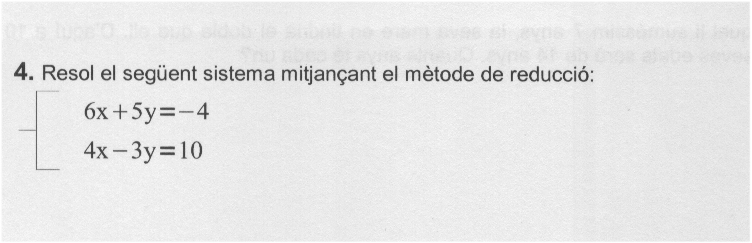 4. Resol el següent sistema mitjançant el mètode de reducció:
6x+5y=−4
4x−3y=10